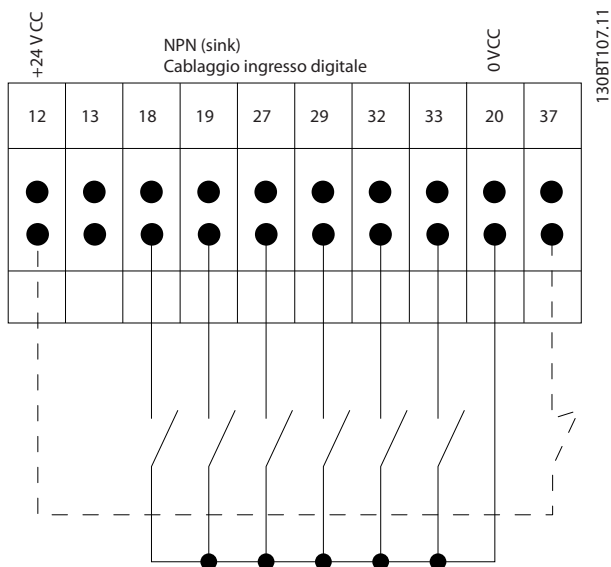 +24 V CC
NPN (sink)
Cablaggio ingresso digitale
0 VCC
130BT107.11
12 13 18 19 27 29 32 33 20 37